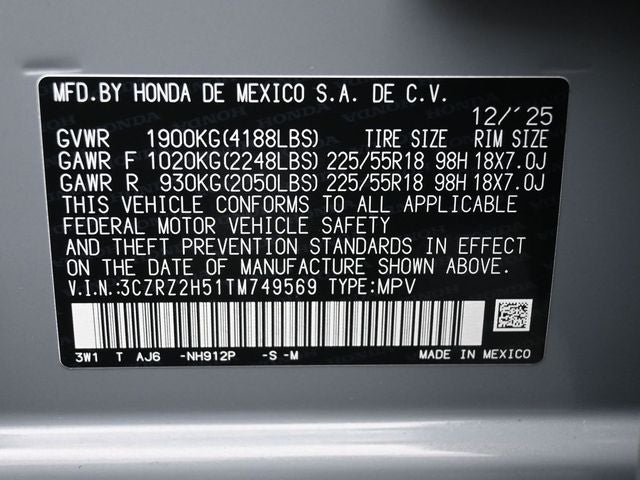 MFD.BY HONDA DE MEXICO S.A. DE C.V.
12/'25
GVWR 1900KG(4188LBS) TIRE SIZE RIM SIZE
GAWR F 1020KG(2248LBS) 225/55R18 98H 18X7.0J
GAWR R 930KG(2050LBS) 225/55R18 98H 18X7.0J
THIS VEHICLE CONFORMS TO ALL APPLICABLE
FEDERAL MOTOR VEHICLE SAFETY
AND THEFT PREVENTION STANDARDS IN EFFECT
ON THE DATE OF MANUFACTURE SHOWN ABOVE.
V.I.N.:3CZRZ2H51TM749569 TYPE:MPV
3W1 T AJ6 -NH912P -S -M MADE IN MEXICO